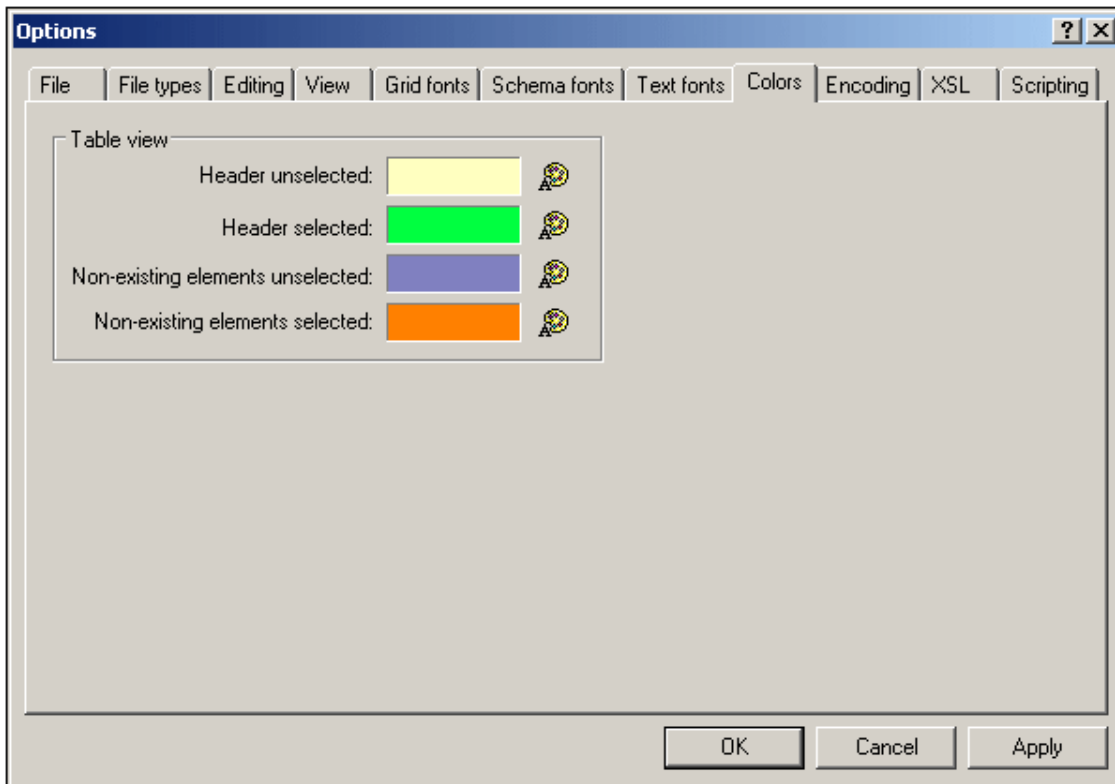 Options
File File types Editing View Grid fonts Schema fonts Text fonts Colors Encoding XSL Scripting
Table view
Header unselected:
Header selected:
Non-existing elements unselected:
Non-existing elements selected:
OK Cancel Apply